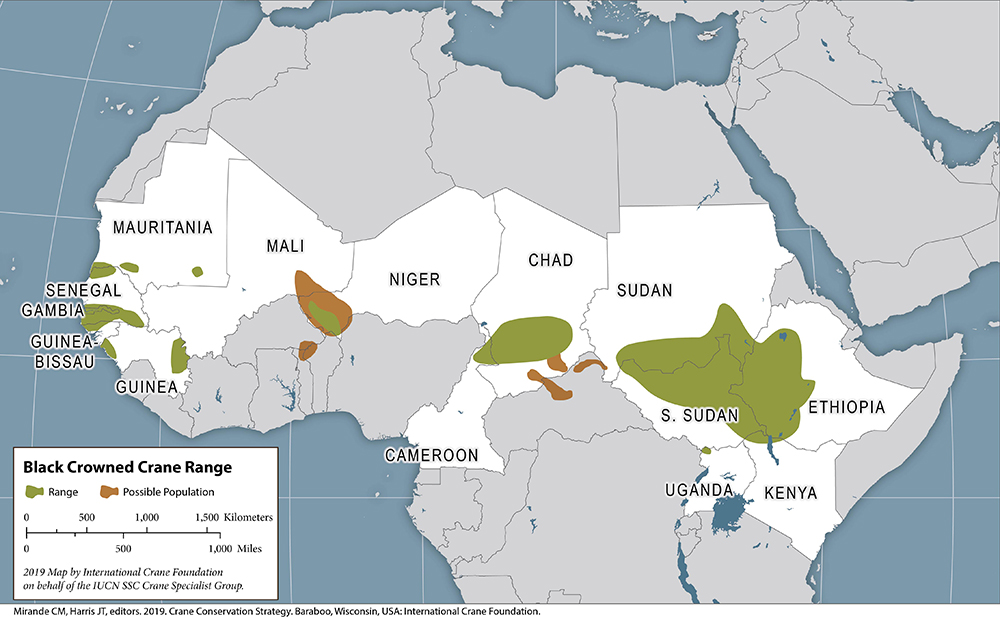 MAURITANIA
MALI
NIGER
CHAD
SUDAN
SENEGAL
GAMBIA
GUINEA-
BISSAU
GUINEA
S. SUDAN
ETHIOPIA
CAMEROON
UGANDA
KENYA
Black Crowned Crane Range
Range Possible Population
0 500 1,000 1,500 Kilometers
0 500 1,000 Miles
2019 Map by International Crane Foundation
on behalf of the IUCN SSC Crane Specialist Group.
Mirande CM, Harris JT, editors. 2019. Crane Conservation Strategy. Baraboo, Wisconsin, USA: International Crane Foundation.